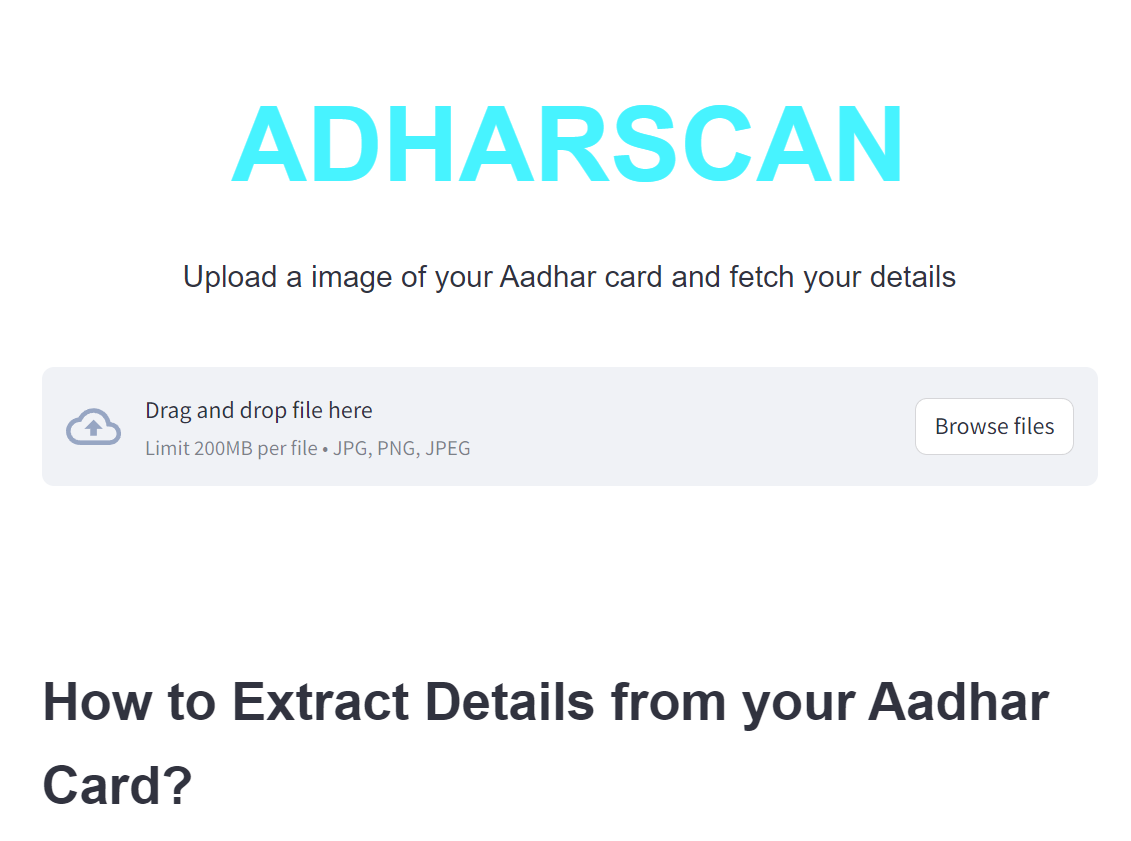 ADHARSCAN
Upload a image of your Aadhar card and fetch your details
Drag and drop file here
Limit 200MB per file • JPG, PNG, JPEG
Browse files
How to Extract Details from your Aadhar
Card?